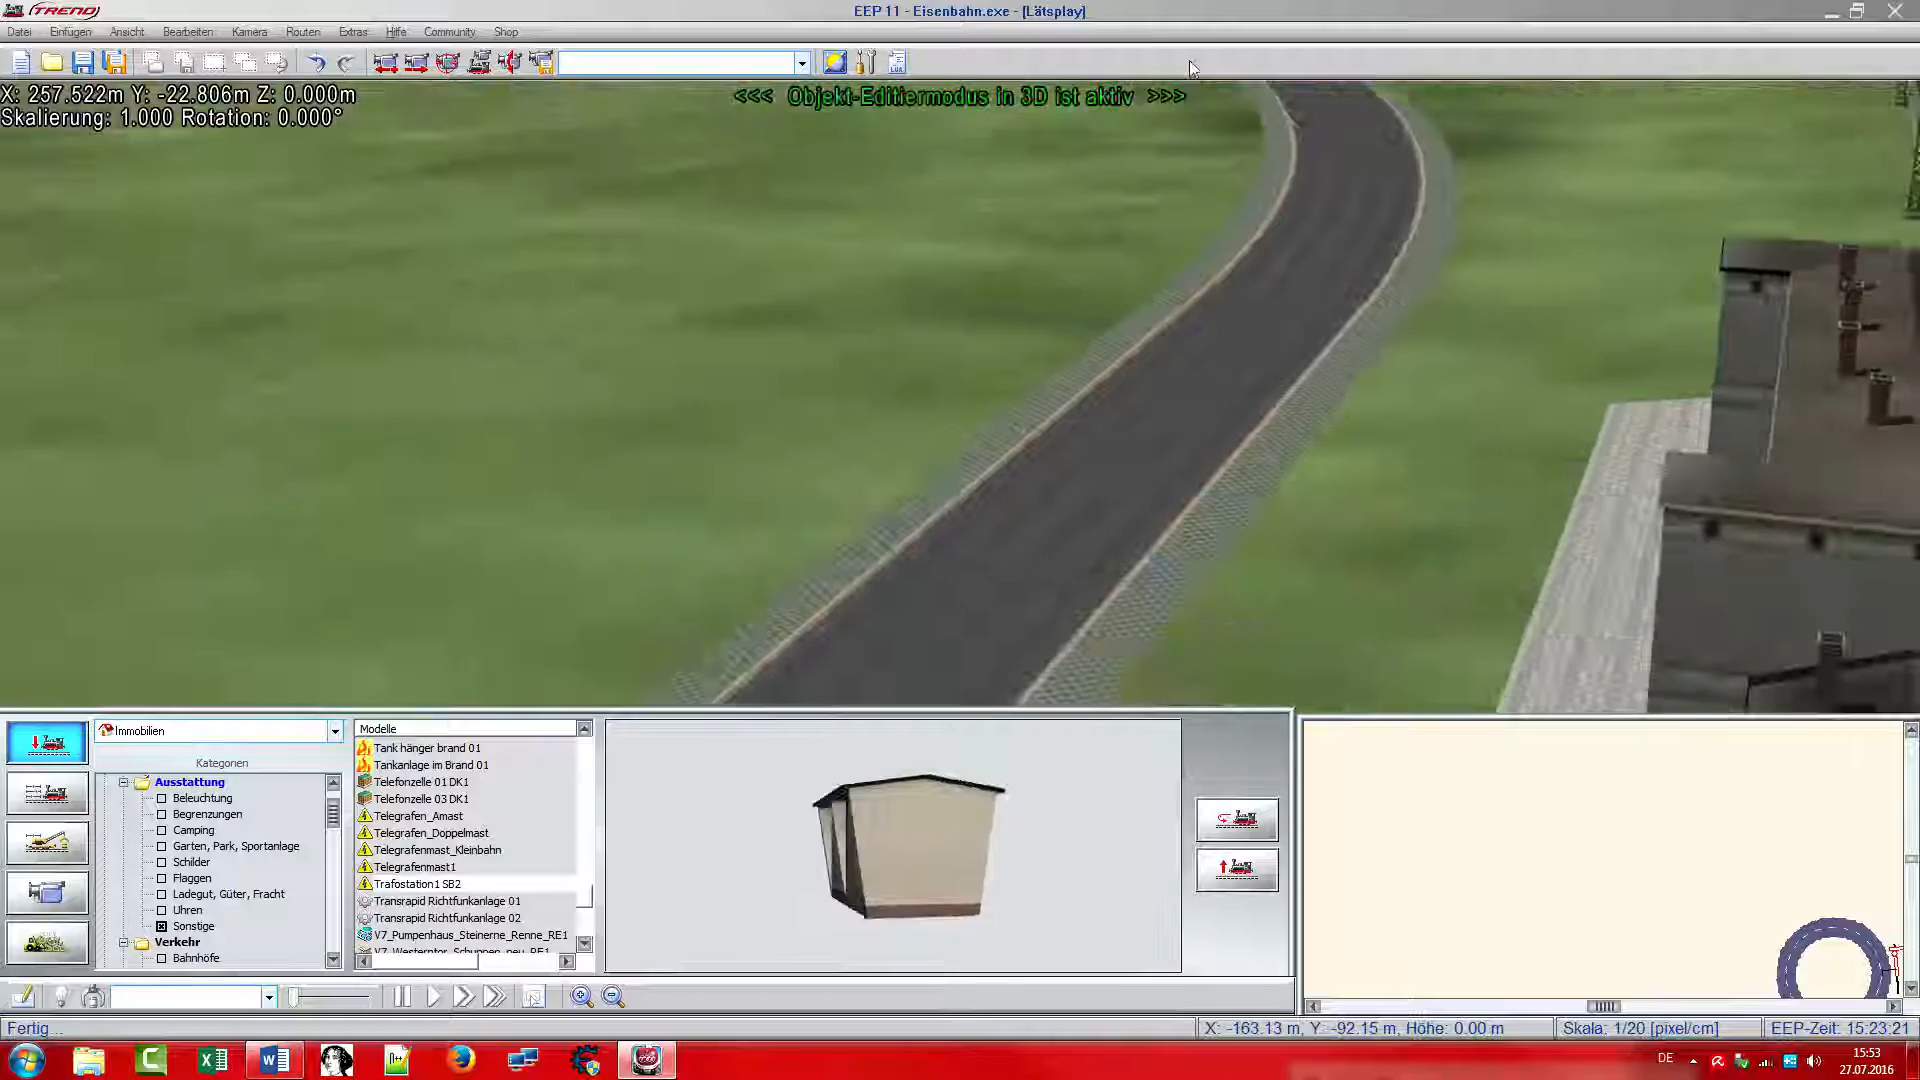 TREND
EEP 11 - Eisenbahn.exe - [Lätsplay]
Datei Einfügen Ansicht Bearbeiten Kamera Routen Extras Hilfe Community Shop
X: 257.522m Y: -22.806m Z: 0.000m
Skalierung: 1.000 Rotation: 0.000°
<<< Objekt-Editiermodus in 3D ist aktiv >>>
Immobilien
Kategorien
Ausstattung
Beleuchtung
Begrenzungen
Camping
Garten, Park, Sportanlage
Schilder
Flaggen
Ladegut, Güter, Fracht
Uhren
Sonstige
Verkehr
Bahnhöfe
Modelle
Tank hänger brand 01
Tankanlage im Brand 01
Telefonzelle 01 DK1
Telefonzelle 03 DK1
Telegrafen_Amast
Telegrafen_Doppelmast
Telegrafenmast_Kleinbahn
Telegrafenmast1
Trafostation1 SB2
Transrapid Richtfunkanlage 01
Transrapid Richtfunkanlage 02
V7_Pumpenhaus_Steinerne_Renne_RE1
V7_Westerntor_Schuppen_neu_RE1
Fertig...
X: -163.13 m, Y: -92.15 m, Höhe: 0.00 m
Skala: 1/20 [pixel/cm]
EEP-Zeit: 15:23:21
DE
15:53
27.07.2016